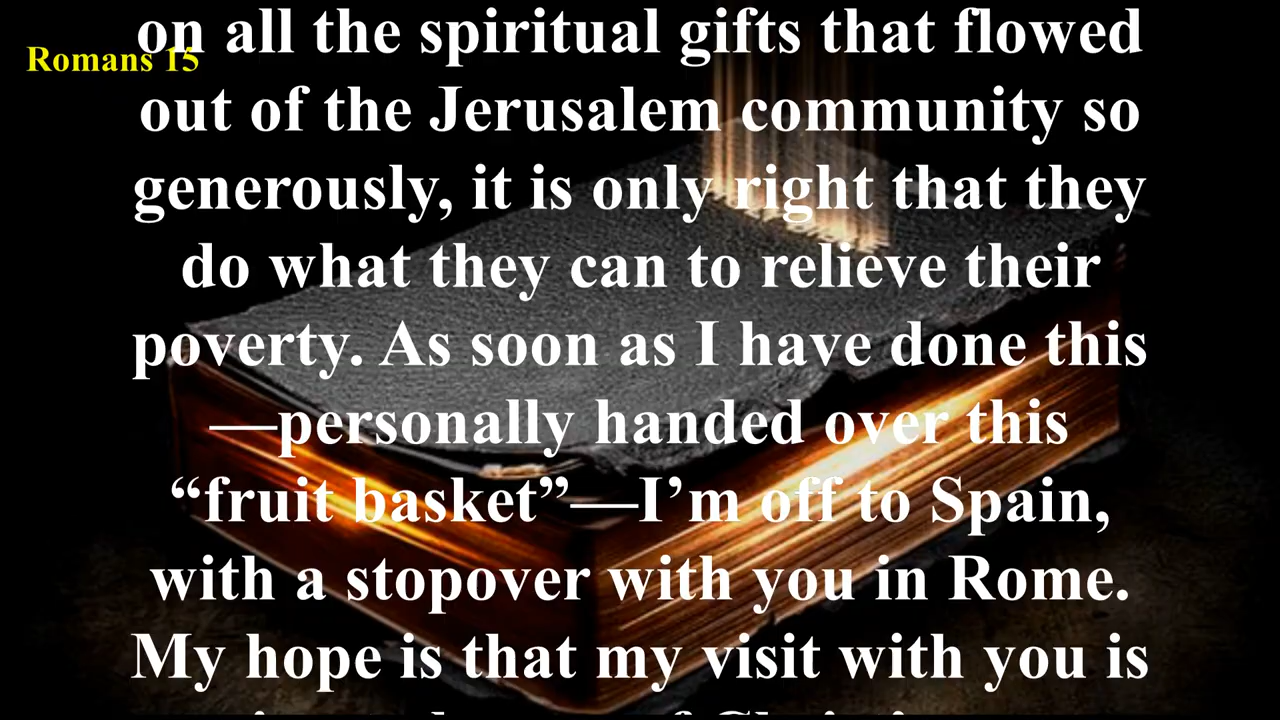 Romans 15
on all the spiritual gifts that flowed
out of the Jerusalem community so
generously, it is only right that they
do what they can to relieve their
poverty. As soon as I have done this
—personally handed over this
“fruit basket”—I’m off to Spain,
with a stopover with you in Rome.
My hope is that my visit with you is